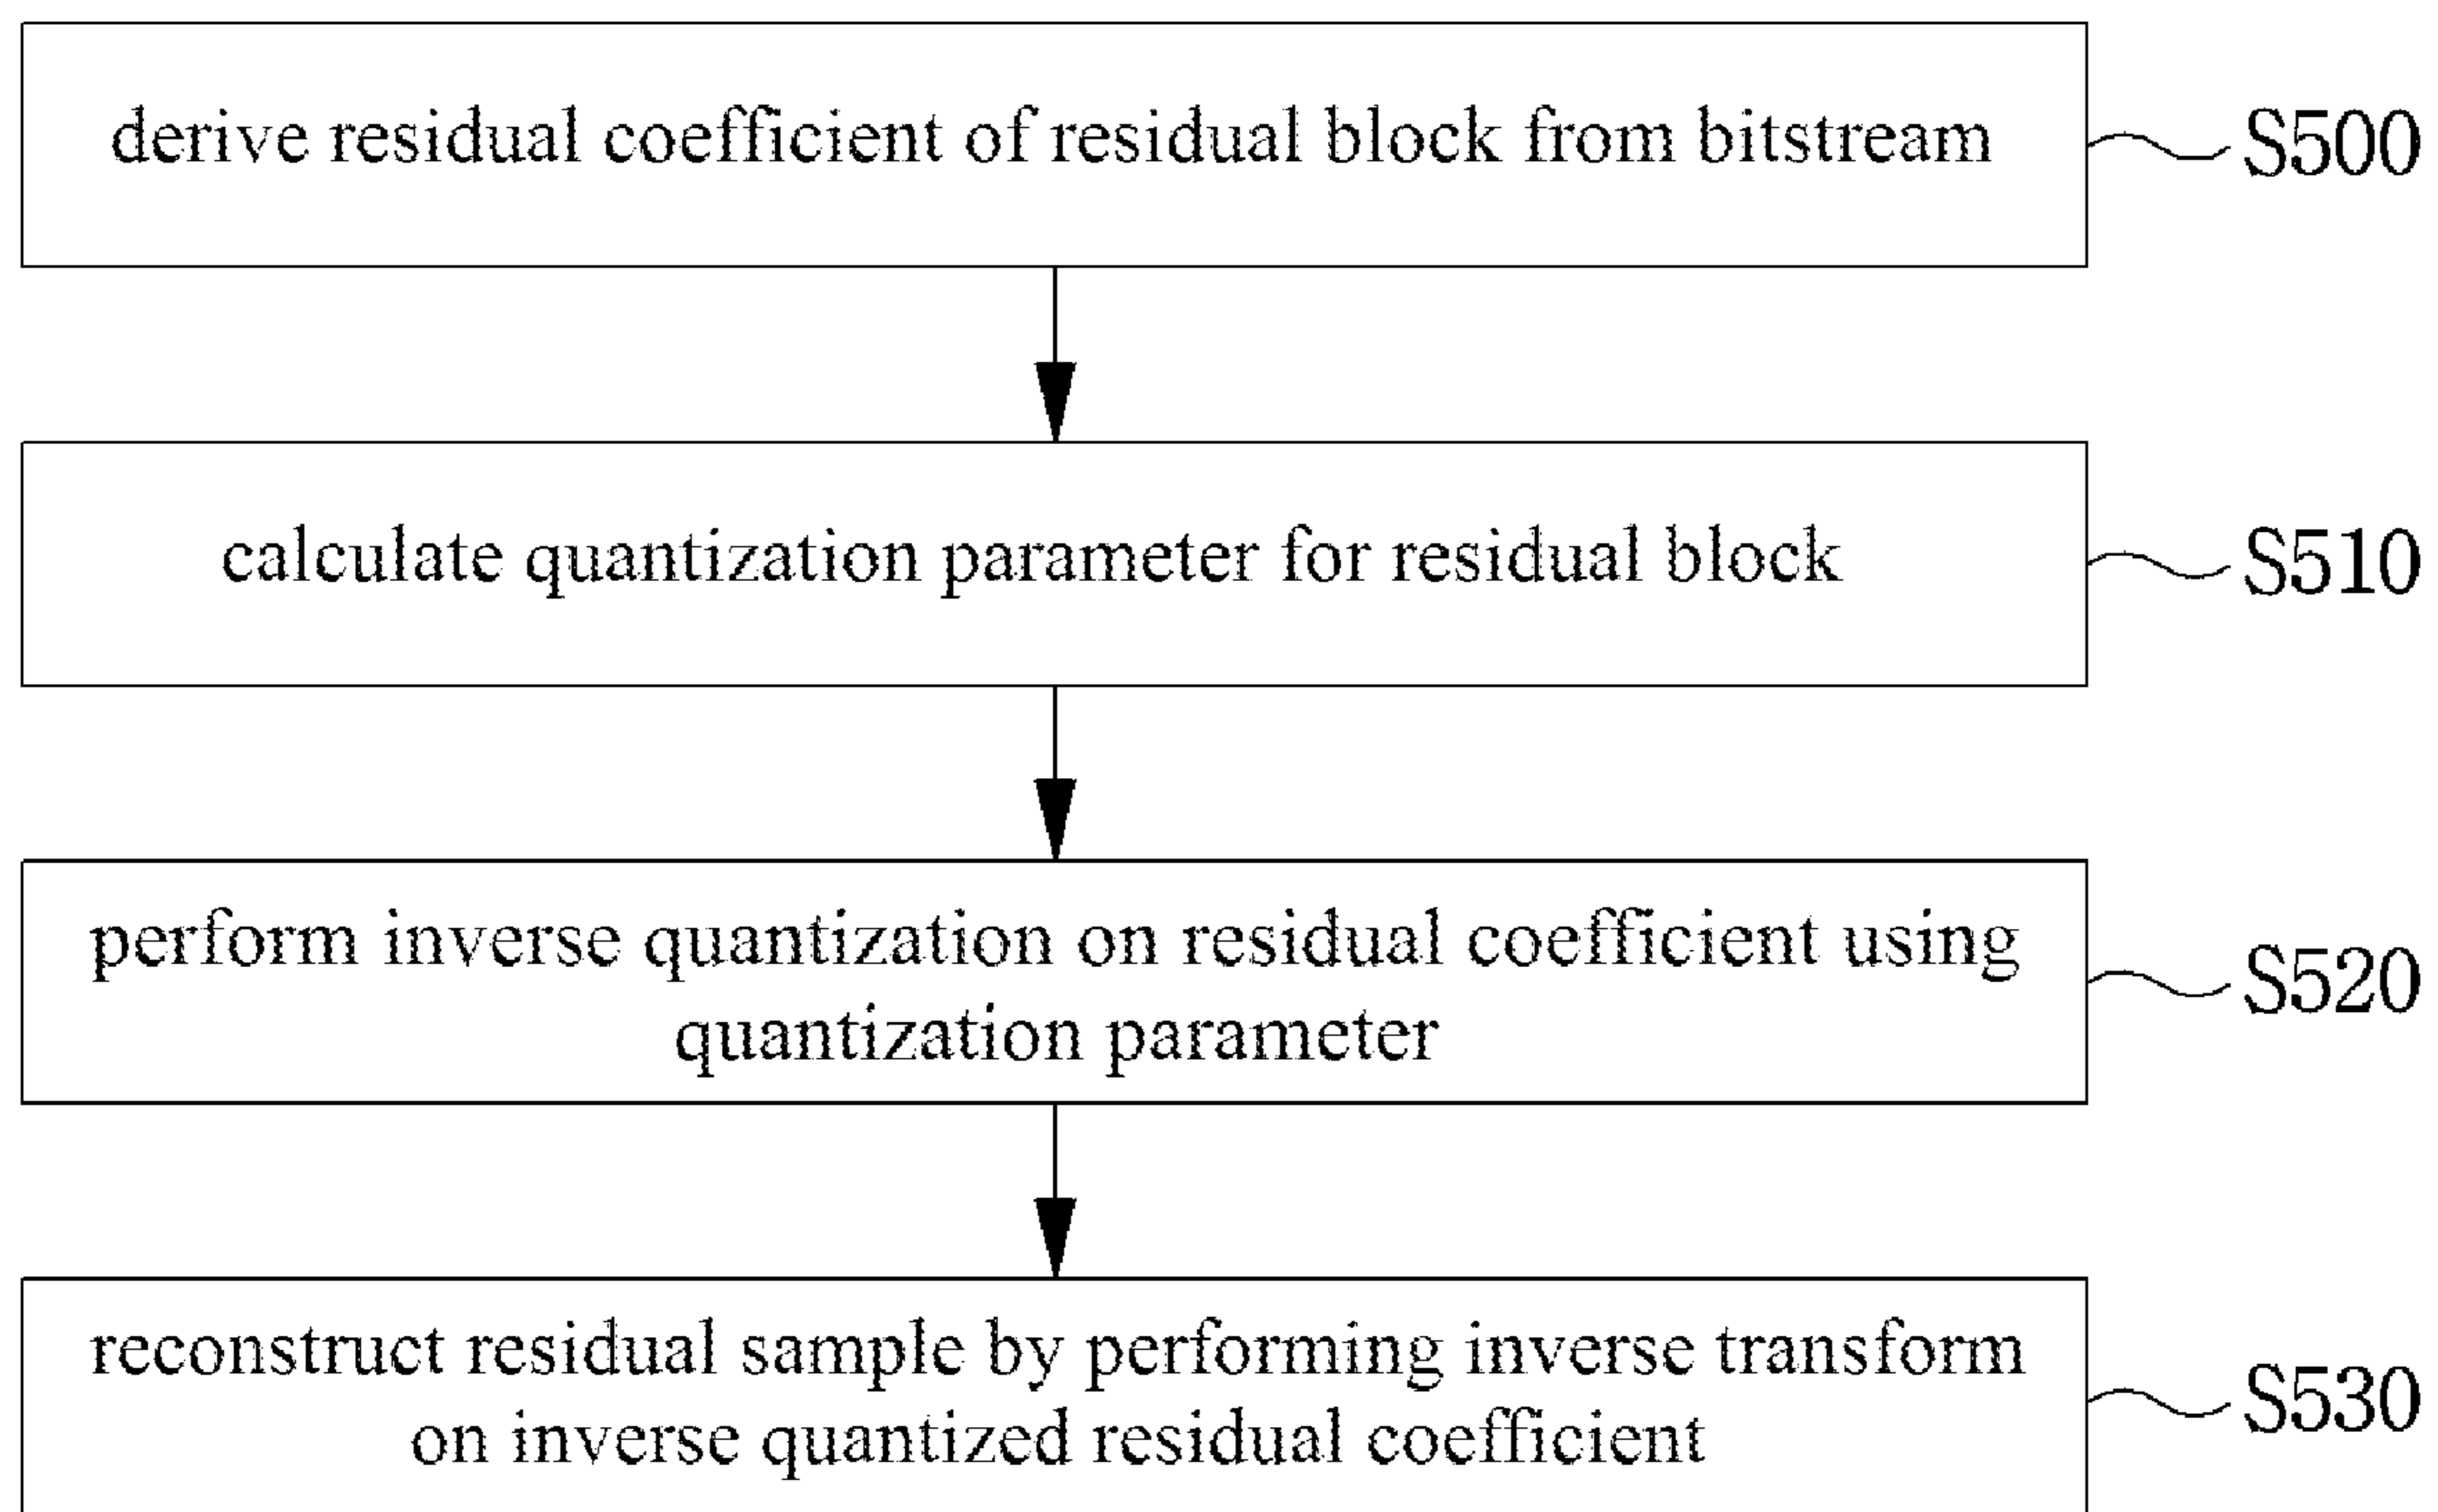 derive residual coefficient of residual block from bitstream
S500
calculate quantization parameter for residual block
S510
perform inverse quantization on residual coefficient using
quantization parameter
S520
reconstruct residual sample by performing inverse transform
on inverse quantized residual coefficient
S530